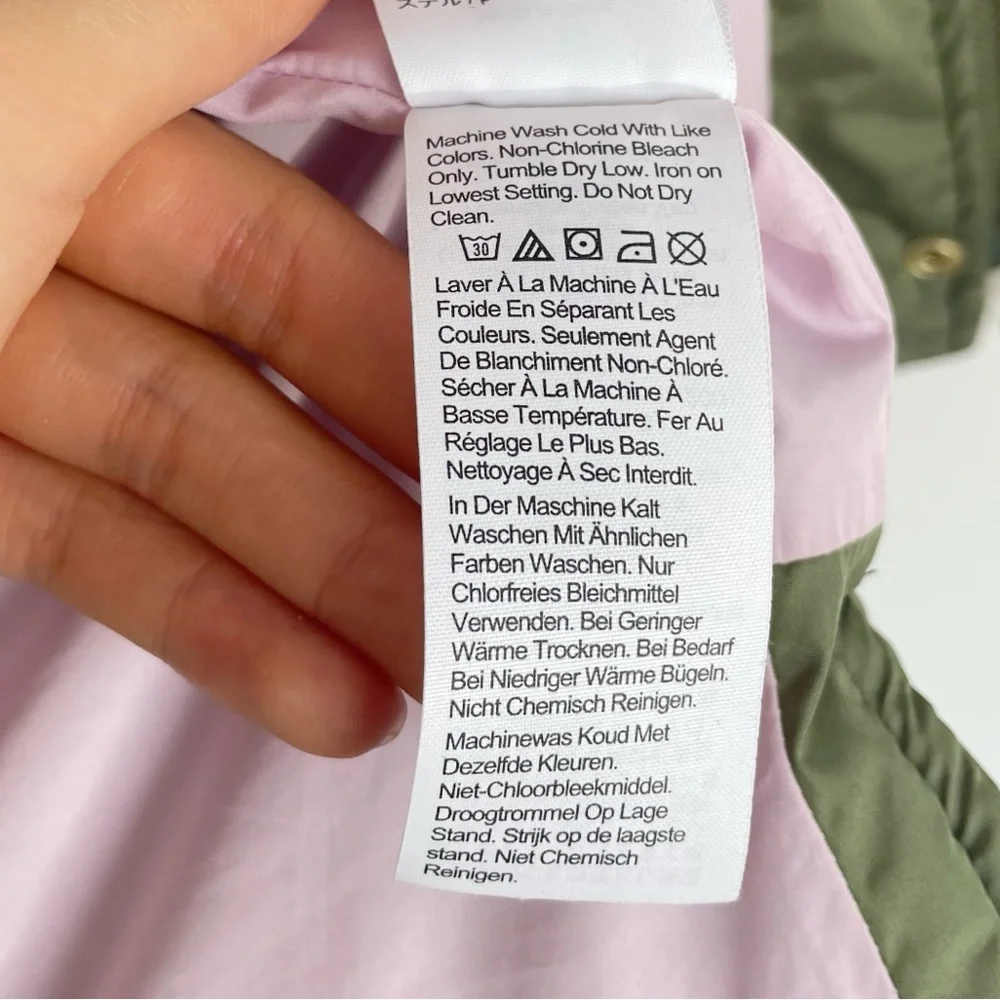 Machine Wash Cold With Like
Colors. Non-Chlorine Bleach
Only. Tumble Dry Low. Iron on
Lowest Setting. Do Not Dry
Clean.
30
Laver À La Machine À L'Eau
Froide En Séparant Les
Couleurs. Seulement Agent
De Blanchiment Non-Chloré.
Sécher À La Machine À
Basse Température. Fer Au
Réglage Le Plus Bas.
Nettoyage À Sec Interdit.
In Der Maschine Kalt
Waschen Mit Ähnlichen
Farben Waschen. Nur
Chlorfreies Bleichmittel
Verwenden. Bei Geringer
Wärme Trocknen. Bei Bedarf
Bei Niedriger Wärme Bügeln.
Nicht Chemisch Reinigen.
Machinewas Koud Met
Dezelfde Kleuren.
Niet-Chloorbleekmiddel.
Droogtrommel Op Lage
Stand. Strijk op de laagste
stand. Niet Chemisch
Reinigen.